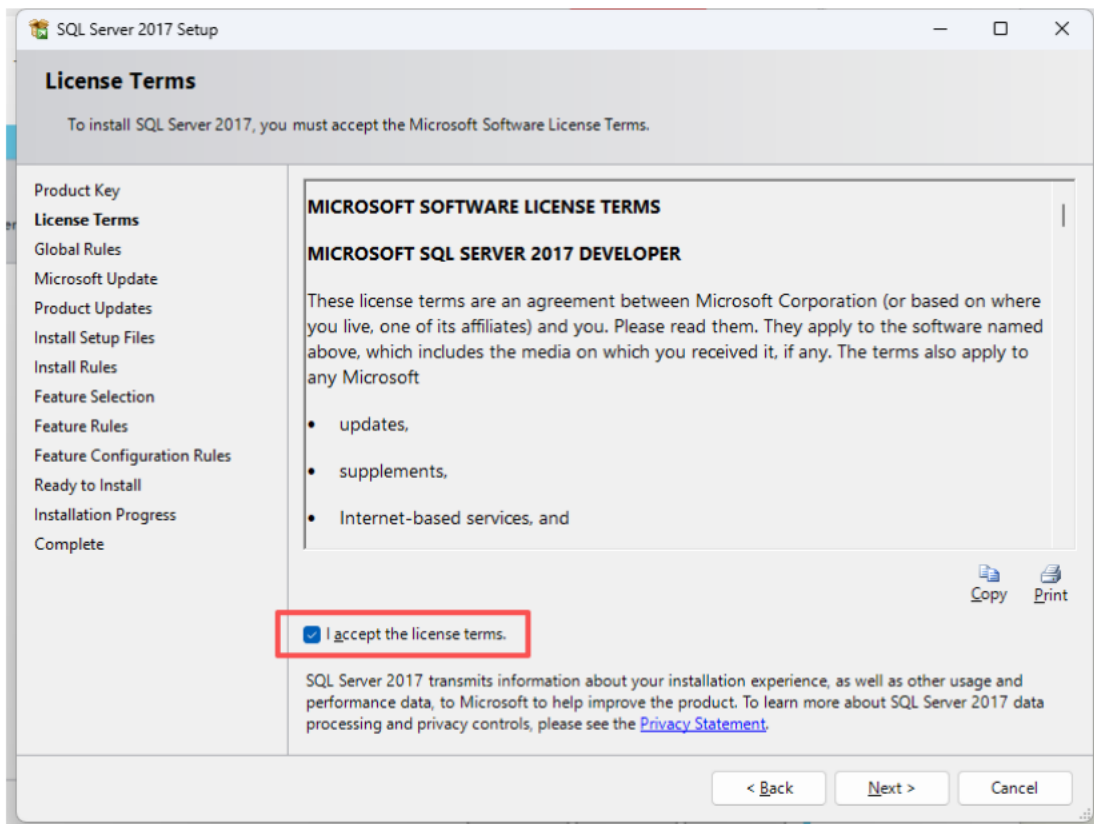 SQL Server 2017 Setup
License Terms
To install SQL Server 2017, you must accept the Microsoft Software License Terms.
Product Key
License Terms
Global Rules
Microsoft Update
Product Updates
Install Setup Files
Install Rules
Feature Selection
Feature Rules
Feature Configuration Rules
Ready to Install
Installation Progress
Complete
MICROSOFT SOFTWARE LICENSE TERMS
MICROSOFT SQL SERVER 2017 DEVELOPER
These license terms are an agreement between Microsoft Corporation (or based on where
you live, one of its affiliates) and you. Please read them. They apply to the software named
above, which includes the media on which you received it, if any. The terms also apply to
any Microsoft
• updates,
• supplements,
• Internet-based services, and
Copy
Print
I accept the license terms.
SQL Server 2017 transmits information about your installation experience, as well as other usage and
performance data, to Microsoft to help improve the product. To learn more about SQL Server 2017 data
processing and privacy controls, please see the Privacy Statement.
< Back
Next >
Cancel